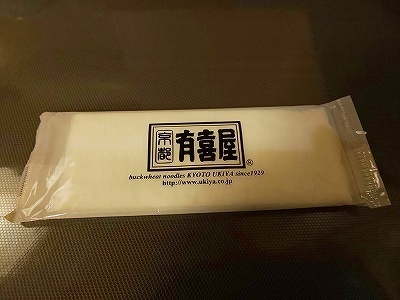 京都 有喜屋®
buckwheat noodles KYOTO UKIYA since1929
http://www.ukiya.co.jp